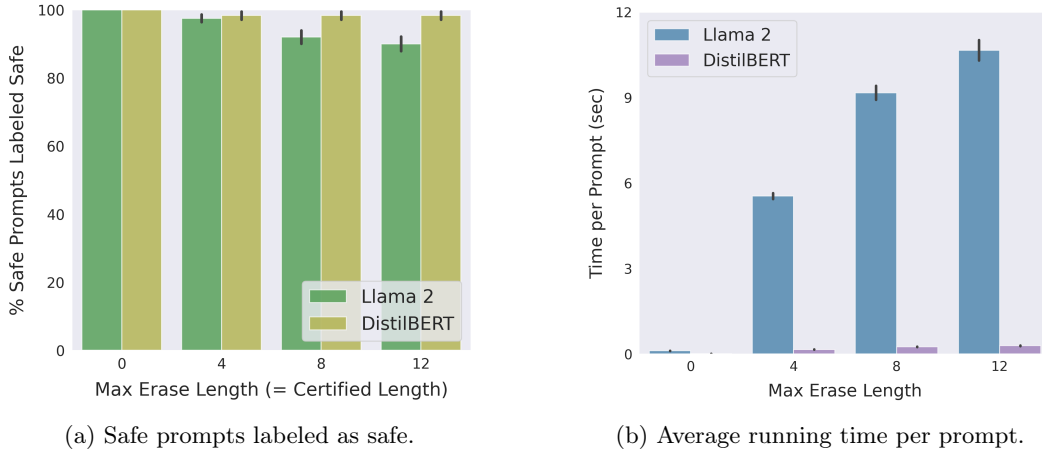 % Safe Prompts Labeled Safe
100
80
60
40
20
0
Llama 2
DistilBERT
0 4 8 12
Max Erase Length (= Certified Length)
(a) Safe prompts labeled as safe.
Time per Prompt (sec)
12
9
6
3
0
Llama 2
DistilBERT
0 4 8 12
Max Erase Length
(b) Average running time per prompt.